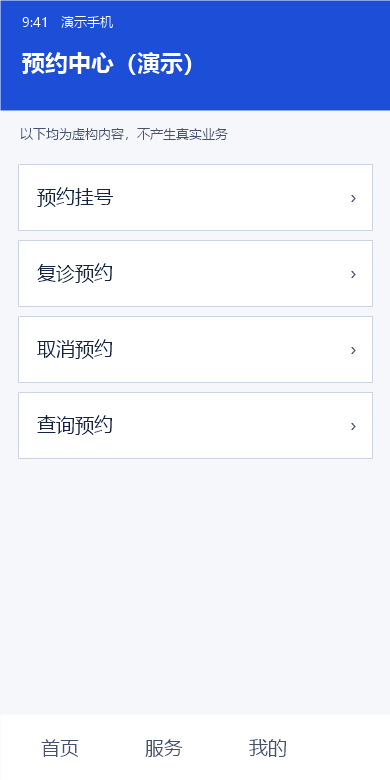 9:41 演示手机
预约中心（演示）
以下均为虚构内容，不产生真实业务
预约挂号 ›
复诊预约 ›
取消预约 ›
查询预约 ›
首页 服务 我的